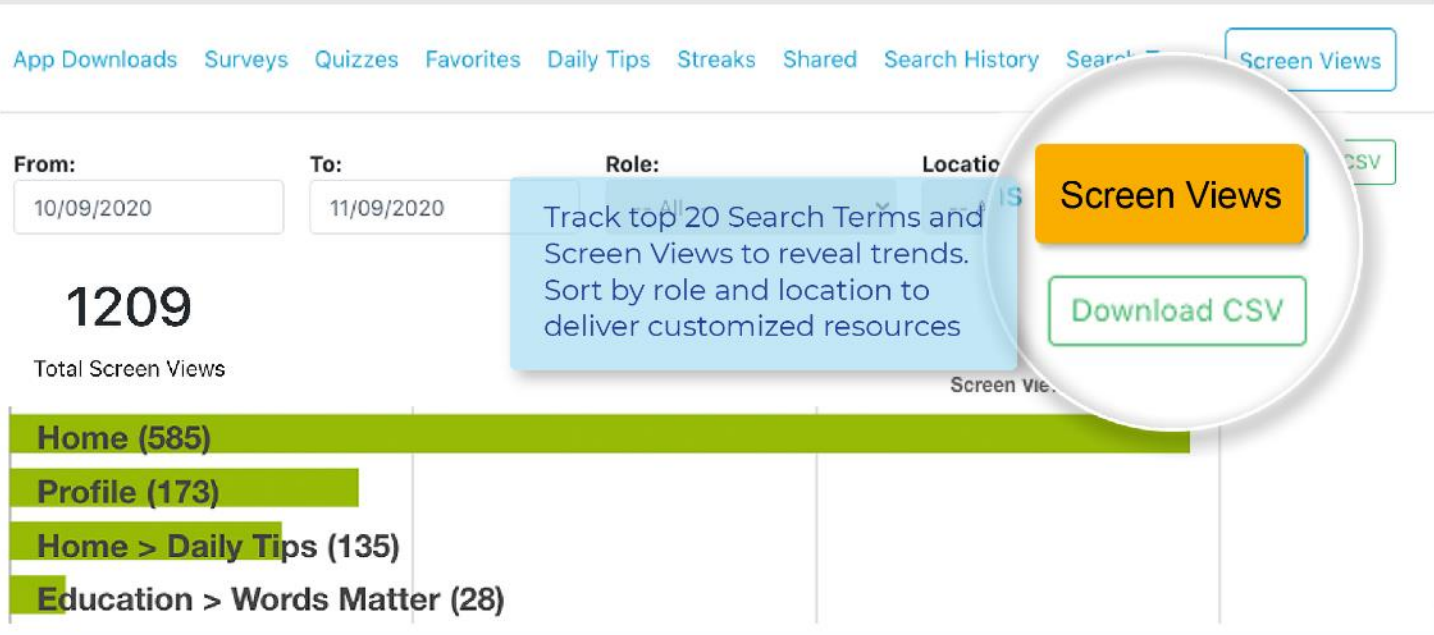 App Downloads Surveys Quizzes Favorites Daily Tips Streaks Shared Search History Screen Views
From: To: Role:
10/09/2020 11/09/2020
CSV
Screen Views
Track top 20 Search Terms and
Screen Views to reveal trends.
Sort by role and location to
deliver customized resources
Download CSV
1209
Total Screen Views
Screen
Home (585)
Profile (173)
Home > Daily Tips (135)
Education > Words Matter (28)